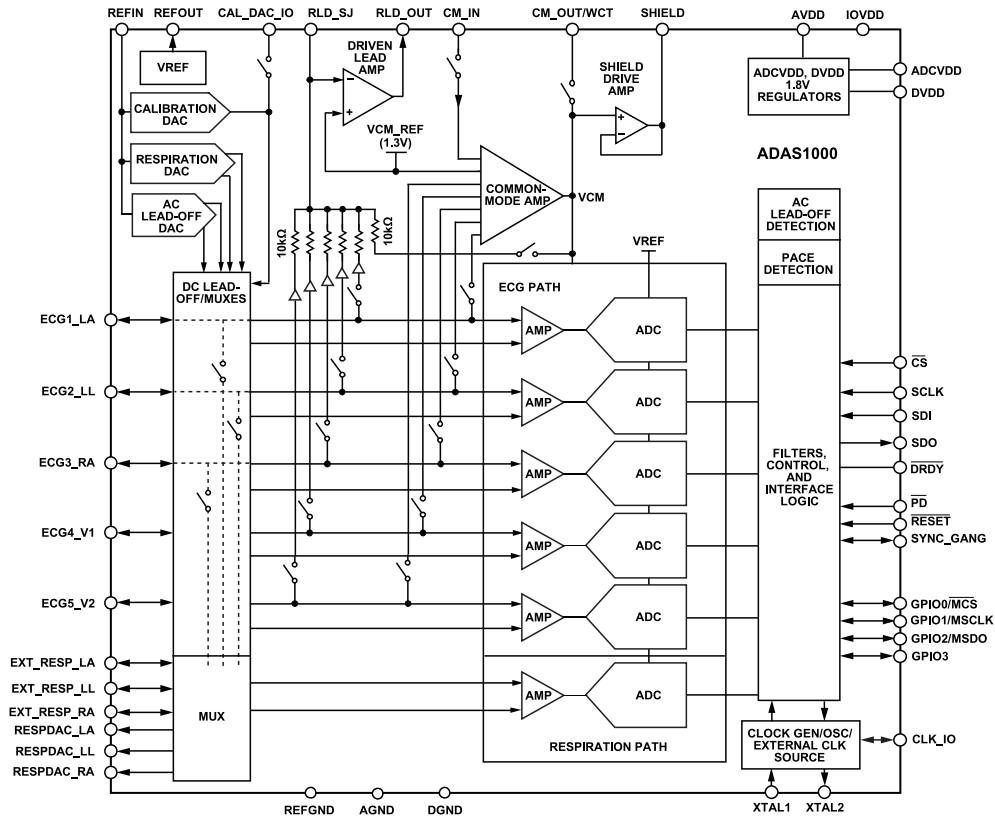 REFIN REFOUT CAL_DAC_IO RLD_SJ RLD_OUT CM_IN CM_OUT/WCT SHIELD AVDD IOVDD
VREF
DRIVEN
LEAD
AMP
SHIELD
DRIVE
AMP
ADCVDD, DVDD
1.8V
REGULATORS
ADCVDD
DVDD
CALIBRATION
DAC
VCM_REF
(1.3V)
RESPIRATION
DAC
ADAS1000
AC
LEAD-OFF
DAC
COMMON-
MODE AMP
VCM
AC
LEAD-OFF
DETECTION
10kΩ
10kΩ
VREF
PACE
DETECTION
DC LEAD-
OFF/MUXES
ECG PATH
ECG1_LA
AMP
ADC
CS
ECG2_LL
AMP
ADC
SCLK
SDI
SDO
ECG3_RA
AMP
ADC
FILTERS,
CONTROL,
AND
INTERFACE
LOGIC
DRDY
PD
RESET
SYNC_GANG
ECG4_V1
AMP
ADC
ECG5_V2
AMP
ADC
GPIO0/MCS
GPIO1/MSCLK
GPIO2/MSDO
GPIO3
EXT_RESP_LA
EXT_RESP_LL
EXT_RESP_RA
RESPDAC_LA
RESPDAC_LL
RESPDAC_RA
MUX
AMP
ADC
RESPIRATION PATH
CLOCK GEN/OSC/
EXTERNAL CLK
SOURCE
CLK_IO
REFGND AGND DGND XTAL1 XTAL2